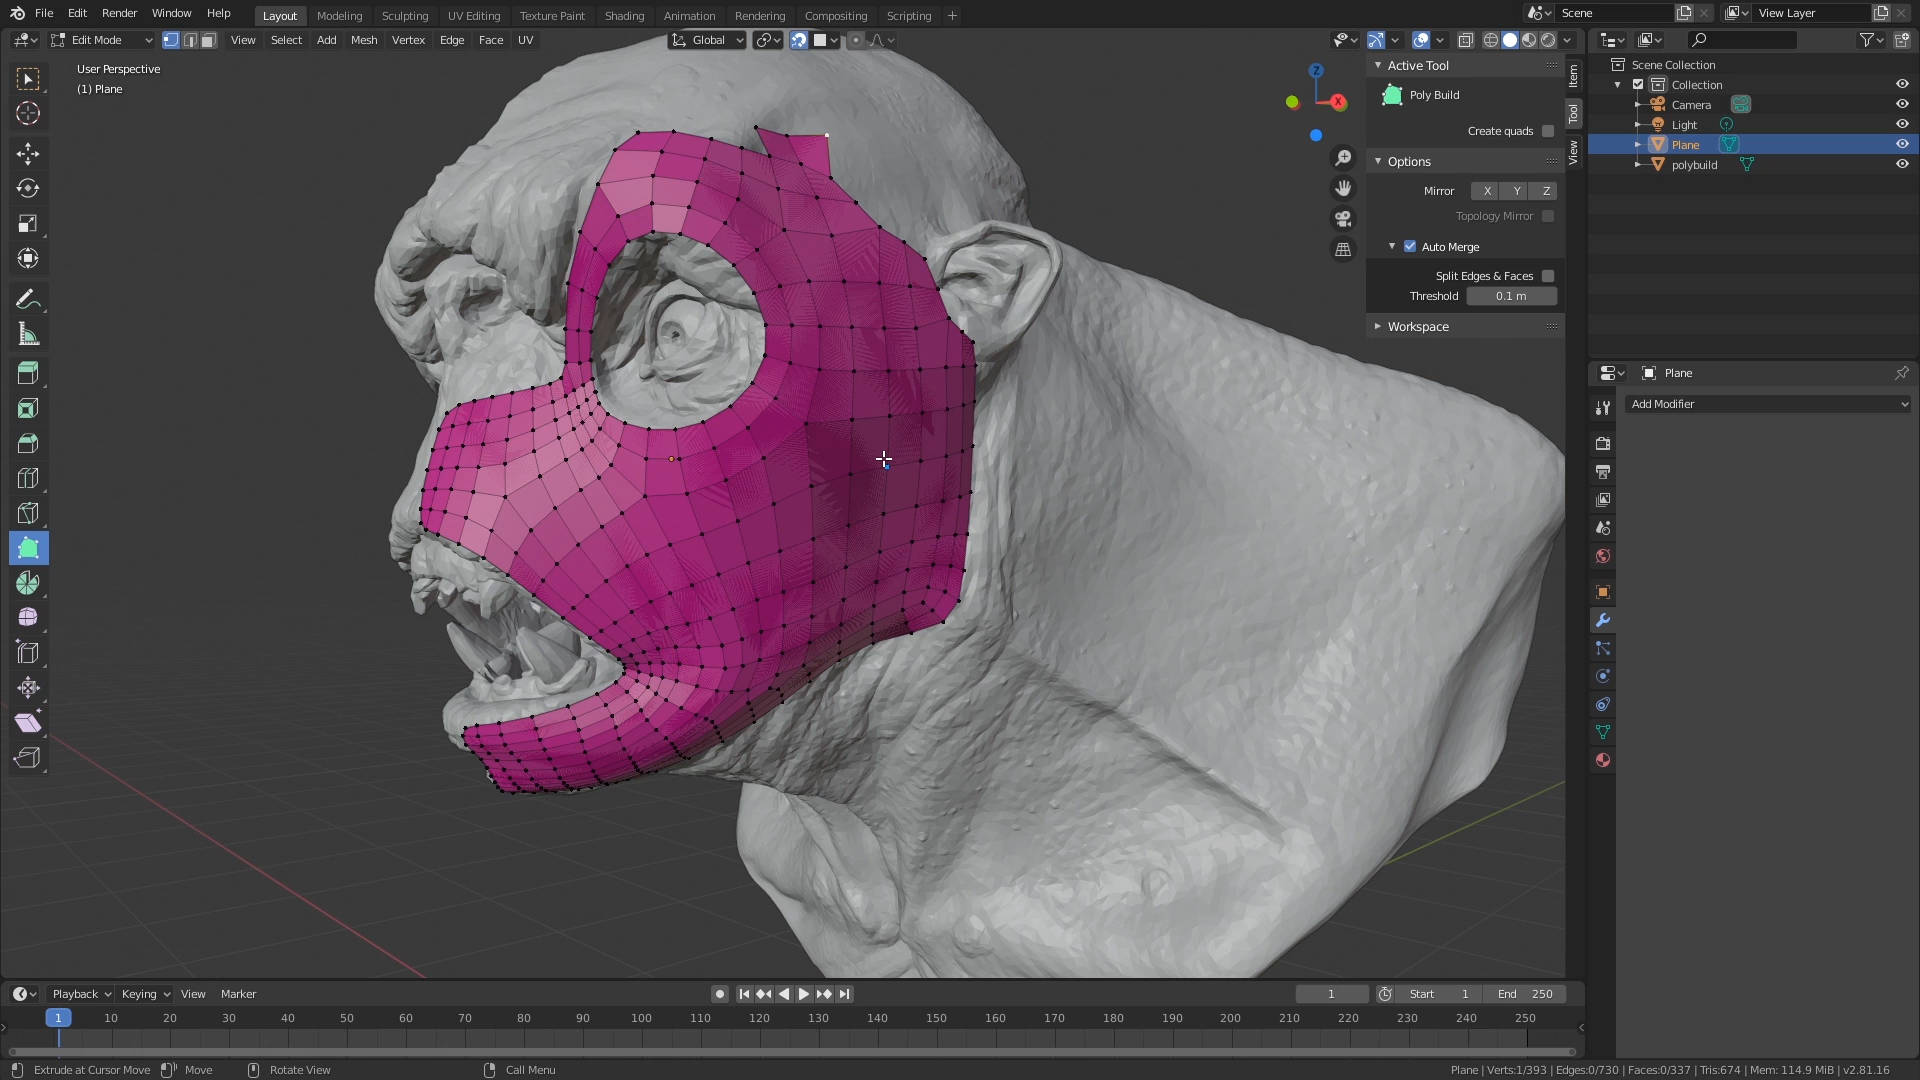 File Edit Render Window Help Layout Modeling Sculpting UV Editing Texture Paint Shading Animation Rendering Compositing Scripting + Scene View Layer
Edit Mode View Select Add Mesh Vertex Edge Face UV Global
User Perspective
(1) Plane
Z
X
Active Tool
Poly Build
Create quads
Options
Mirror X Y Z
Topology Mirror
Auto Merge
Split Edges & Faces
Threshold 0.1 m
Workspace
Item
Tool
View
Scene Collection
Collection
Camera
Light
Plane
polybuild
Plane
Add Modifier
Playback Keying View Marker 1 Start 1 End 250
1 10 20 30 40 50 60 70 80 90 100 110 120 130 140 150 160 170 180 190 200 210 220 230 240 250
Extrude at Cursor Move Move Rotate View Call Menu Plane | Verts:1/393 | Edges:0/730 | Faces:0/337 | Tris:674 | Mem: 114.9 MiB | v2.81.16